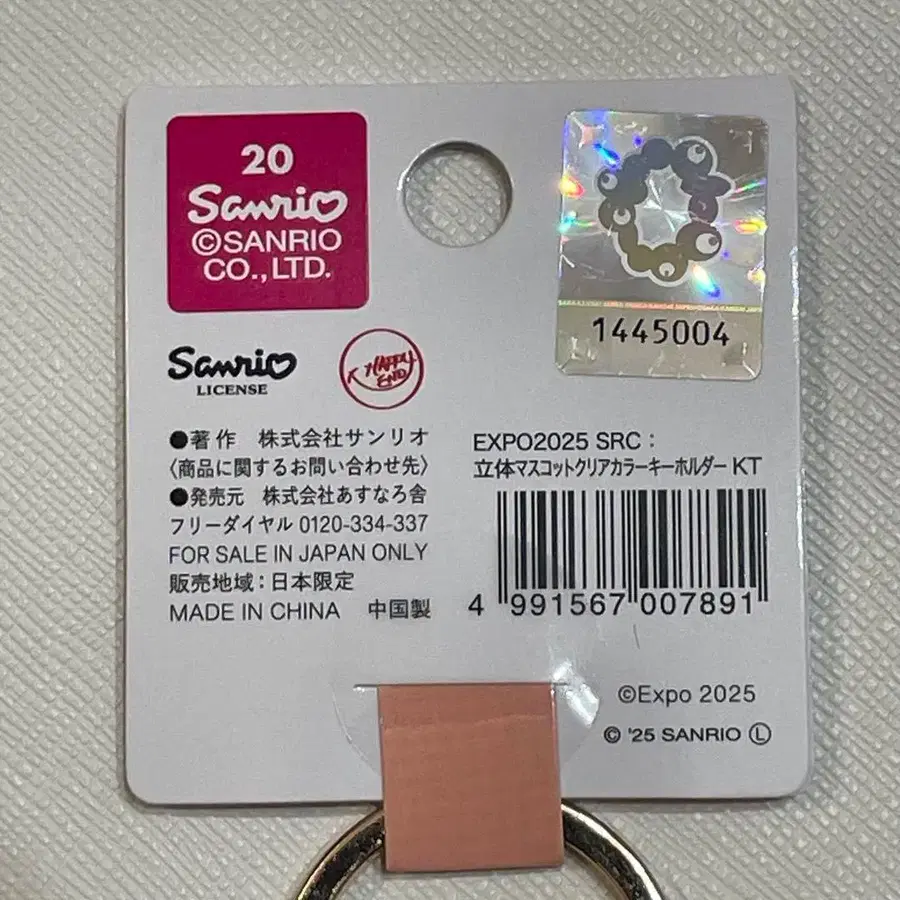 20
Sanrio
©SANRIO
CO.,LTD.
1445004
Sanrio
LICENSE
HAPPY
END
●著作 株式会社サンリオ
〈商品に関するお問い合わせ先〉
●発売元 株式会社あすなろ舎
フリーダイヤル 0120-334-337
FOR SALE IN JAPAN ONLY
販売地域：日本限定
MADE IN CHINA 中国製
EXPO2025 SRC：
立体マスコットクリアカラーキーホルダー KT
4 991567 007891
©Expo 2025
© '25 SANRIO Ⓛ